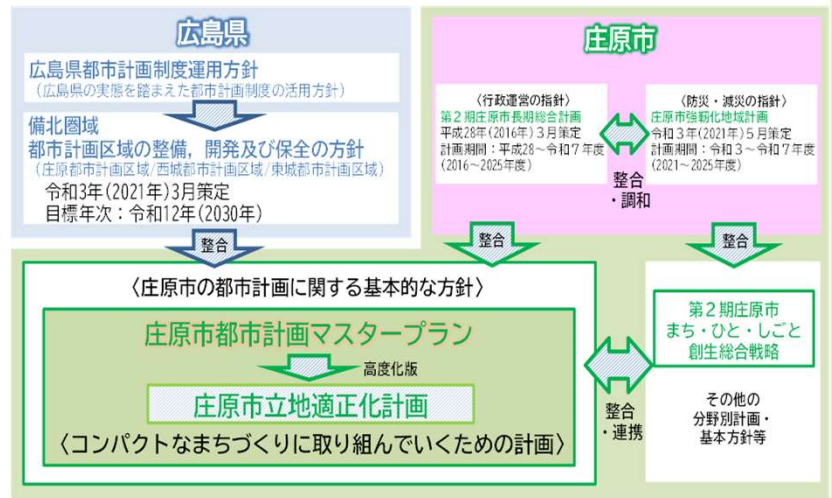 広島県
広島県都市計画制度運用方針
(広島県の実態を踏まえた都市計画制度の活用方針)
備北圏域
都市計画区域の整備，開発及び保全の方針
(庄原都市計画区域/西城都市計画区域/東城都市計画区域)
令和3年(2021年)3月策定
目標年次：令和12年(2030年)
整合
庄原市
〈行政運営の指針〉
第２期庄原市長期総合計画
平成28年(2016年)３月策定
計画期間：平成28～令和７年度
(2016～2025年度)
整合
・調和
〈防災・減災の指針〉
庄原市強靱化地域計画
令和３年(2021年)５月策定
計画期間：令和３～令和７年度
(2021～2025年度)
整合
整合
〈庄原市の都市計画に関する基本的な方針〉
庄原市都市計画マスタープラン
高度化版
庄原市立地適正化計画
〈コンパクトなまちづくりに取り組んでいくための計画〉
整合
・連携
第２期庄原市
まち・ひと・しごと
創生総合戦略
その他の
分野別計画・
基本方針等